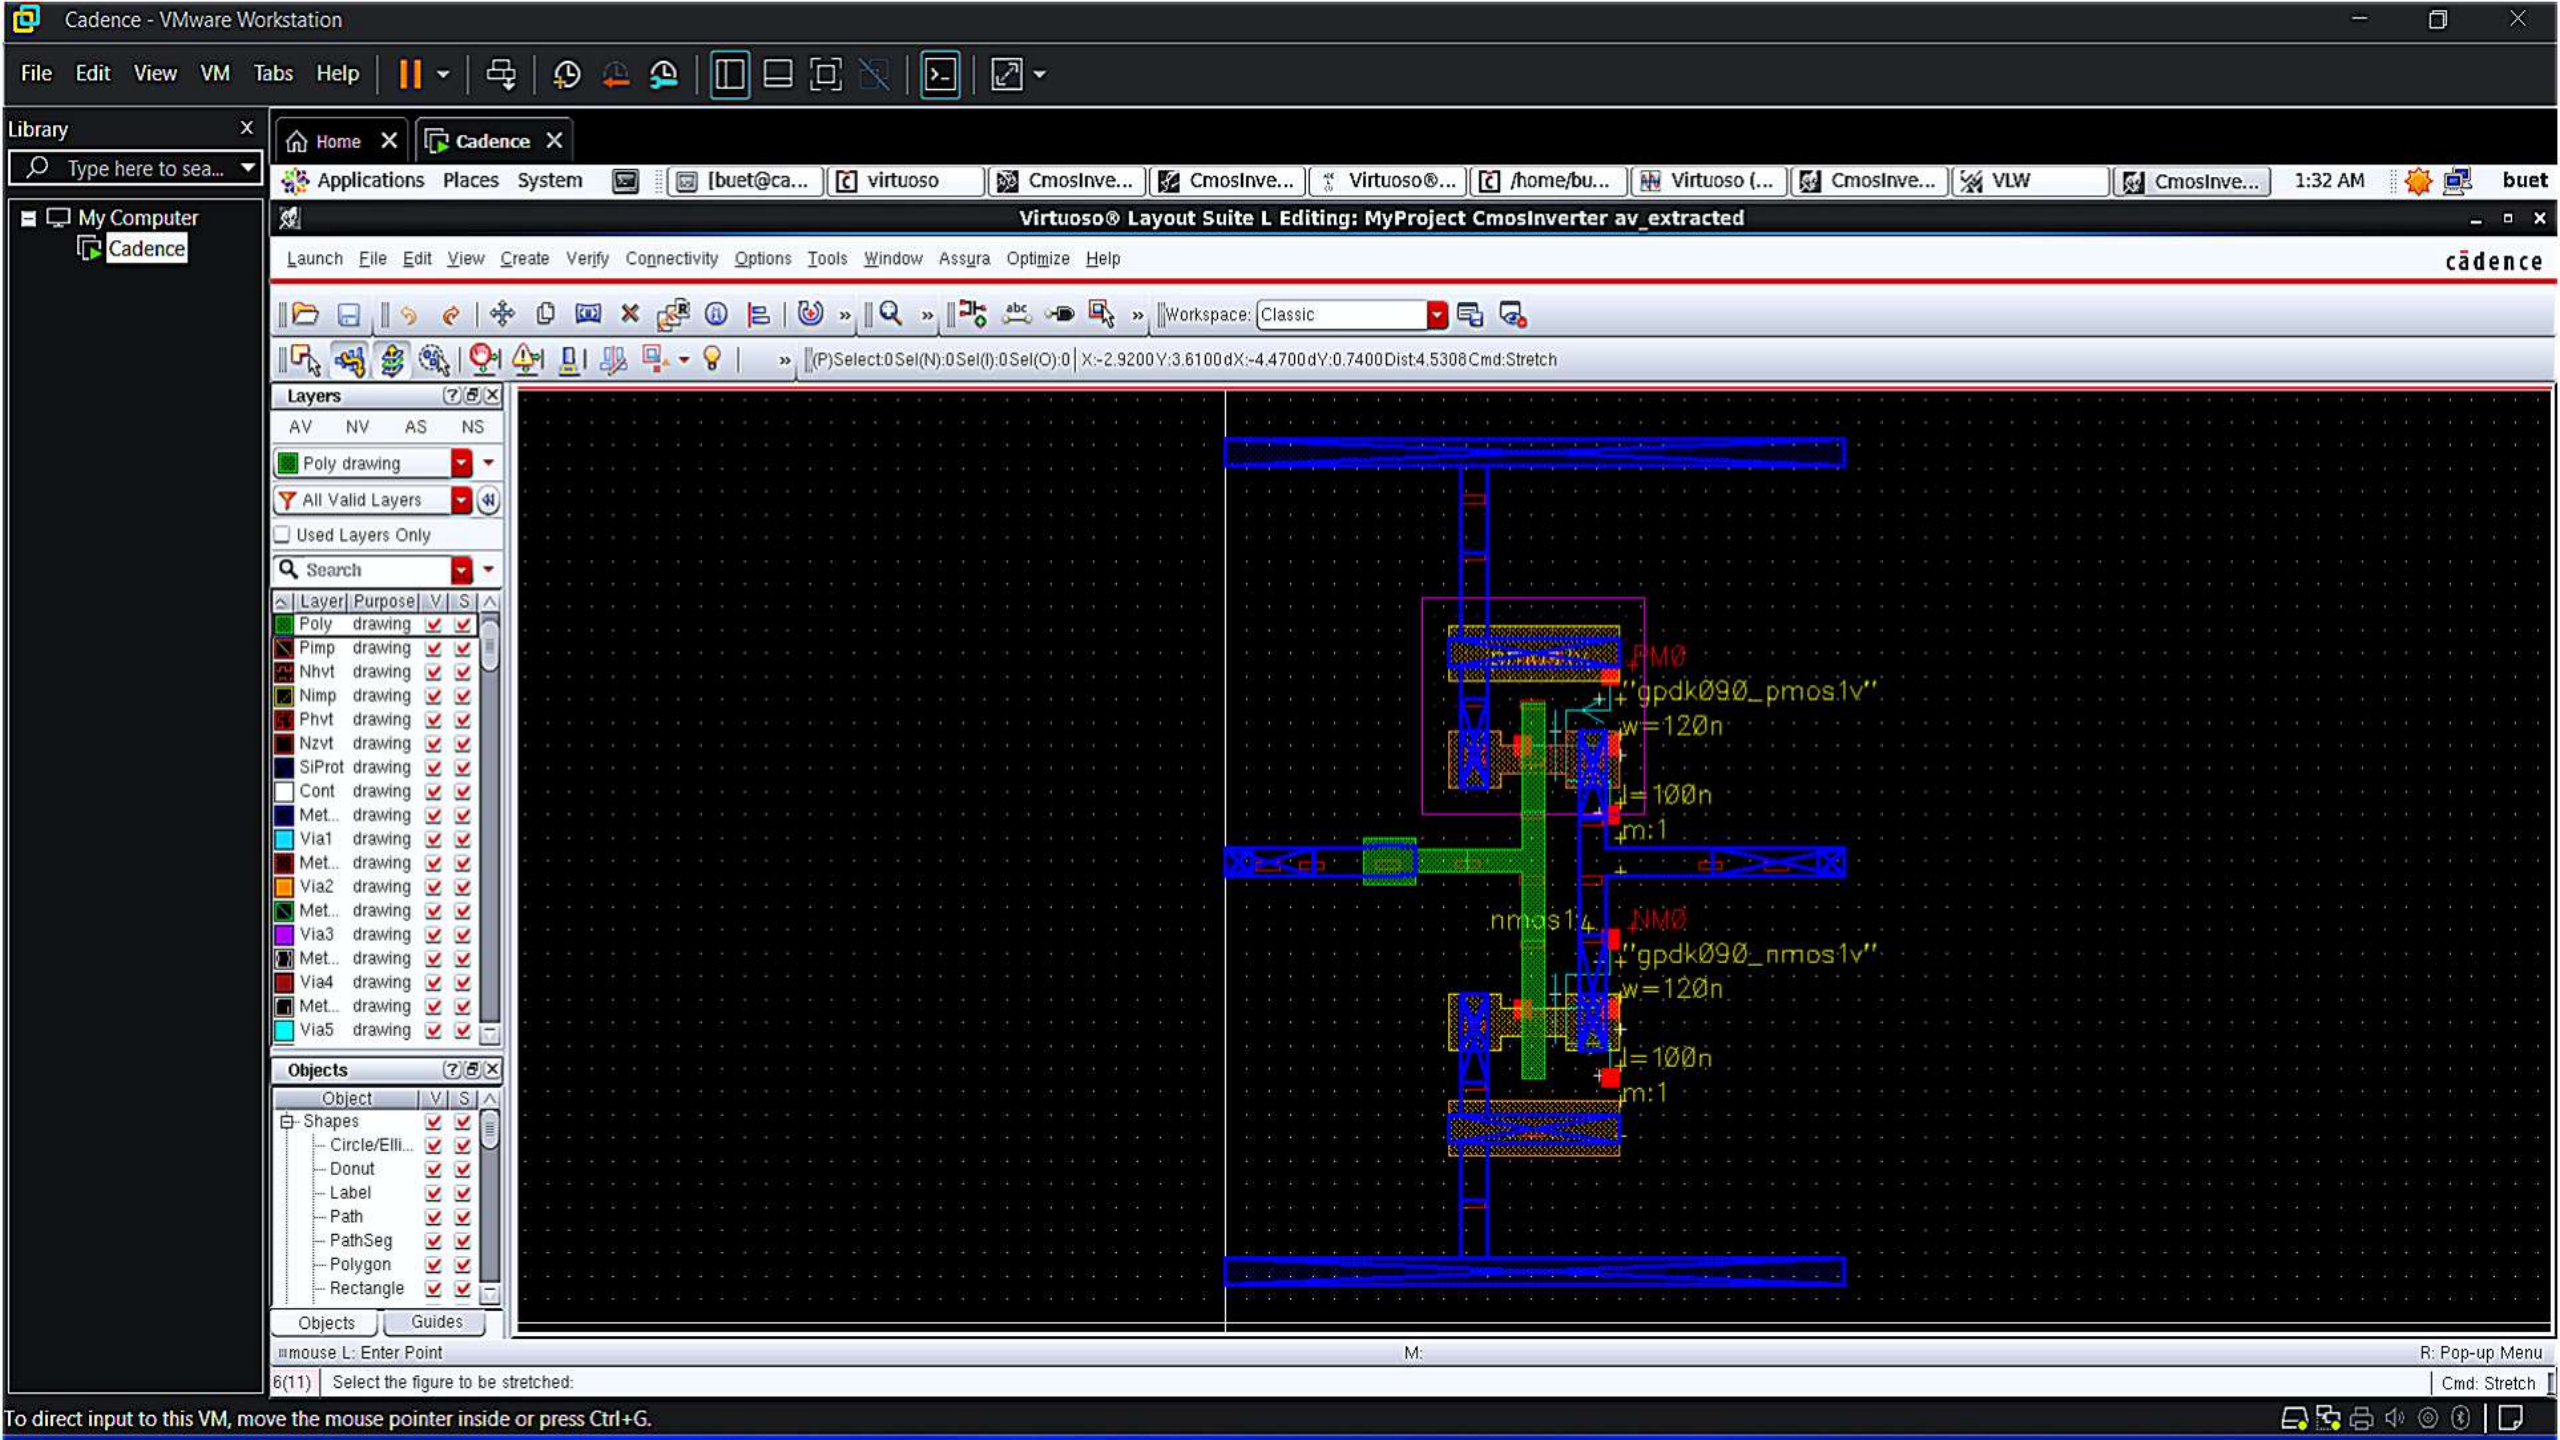 Cadence - VMware Workstation
File Edit View VM Tabs Help
Library X
Home X Cadence X
Type here to sea...
Applications Places System [buet@ca... virtuoso CmosInve... CmosInve... Virtuoso®... /home/bu... Virtuoso (... CmosInve... VLW CmosInve... 1:32 AM buet
My Computer
Cadence
Virtuoso® Layout Suite L Editing: MyProject CmosInverter av_extracted
Launch File Edit View Create Verify Connectivity Options Tools Window Assura Optimize Help
cādence
» » abc » Workspace: Classic
» (P)Select:0 Sel(N):0 Sel(I):0 Sel(O):0 X:-2.9200 Y:3.6100 dX:-4.4700 dY:0.7400 Dist:4.5308 Cmd:Stretch
Layers
AV NV AS NS
Poly drawing
All Valid Layers
Used Layers Only
Search
Layer Purpose V S
Poly drawing
Pimp drawing
Nhvt drawing
Nimp drawing
Phvt drawing
Nzvt drawing
SiProt drawing
Cont drawing
Met... drawing
Via1 drawing
Met... drawing
Via2 drawing
Met... drawing
Via3 drawing
Met... drawing
Via4 drawing
Met... drawing
Via5 drawing
Objects
Object V S
Shapes
Circle/Elli...
Donut
Label
Path
PathSeg
Polygon
Rectangle
Objects Guides
PM0
"gpdk090_pmos1v"
w=120n
l=100n
m:1
NM0
"gpdk090_nmos1v"
w=120n
l=100n
m:1
mouse L: Enter Point M: R: Pop-up Menu
6(11) Select the figure to be stretched: Cmd: Stretch
To direct input to this VM, move the mouse pointer inside or press Ctrl+G.